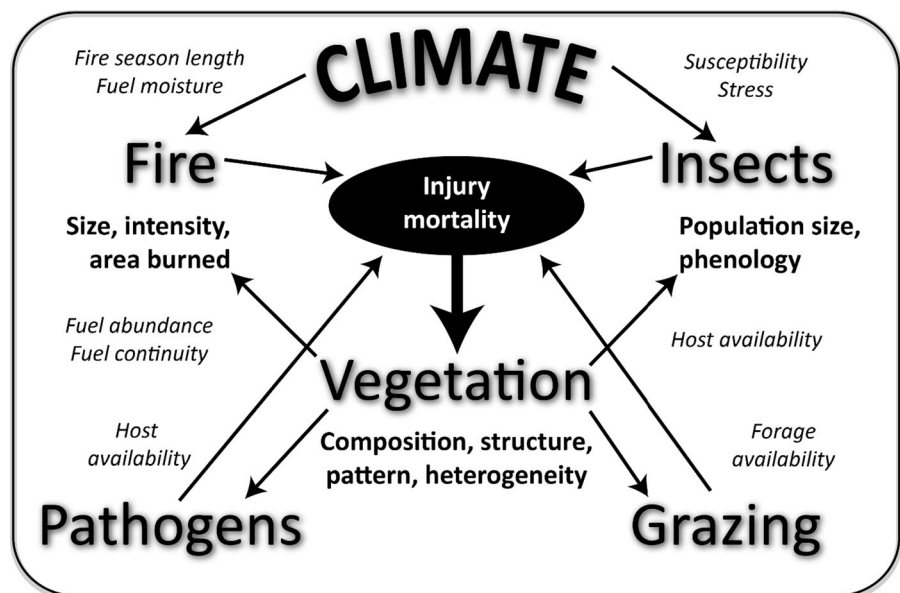 CLIMATE
Fire season length
Fuel moisture
Susceptibility
Stress
Fire
Insects
Injury
mortality
Size, intensity,
area burned
Population size,
phenology
Fuel abundance
Fuel continuity
Host availability
Vegetation
Composition, structure,
pattern, heterogeneity
Host
availability
Forage
availability
Pathogens
Grazing